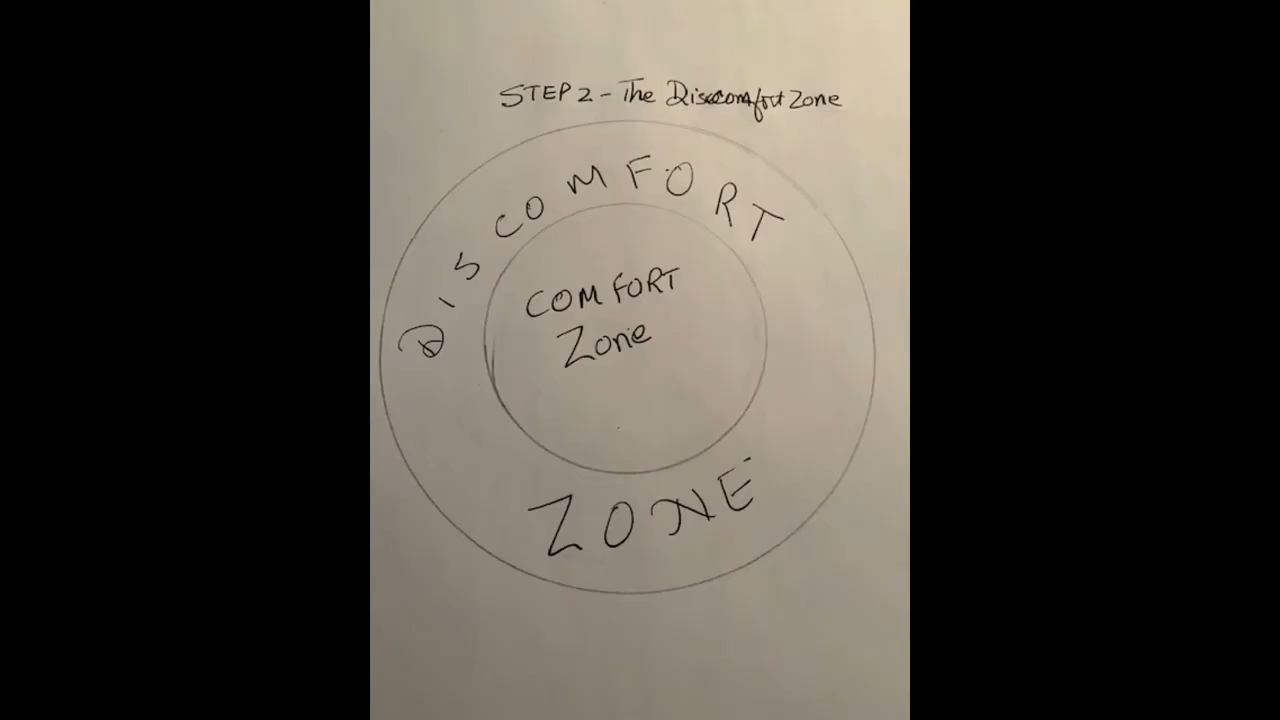 STEP 2 - The Discomfort Zone
DISCOMFORT
COMFORT
Zone
ZONE